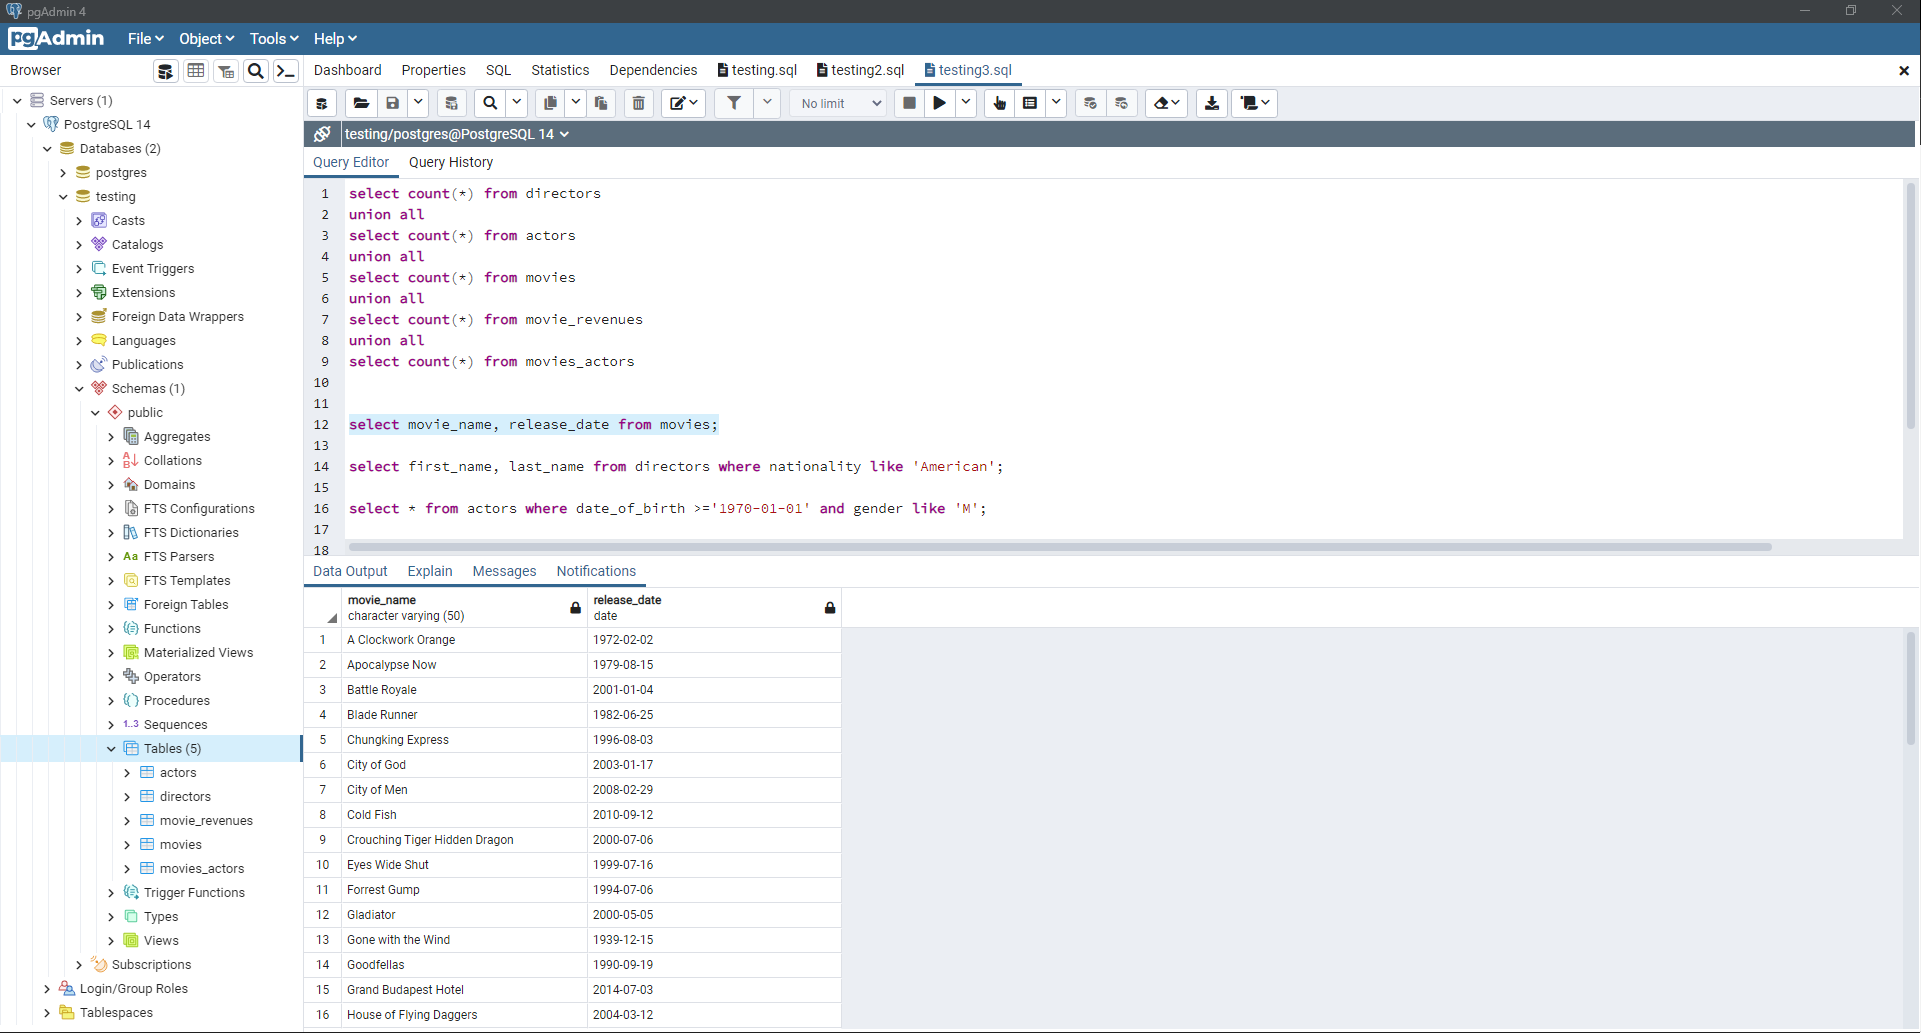 pgAdmin 4
pgAdmin File Object Tools Help
Browser
Dashboard Properties SQL Statistics Dependencies testing.sql testing2.sql testing3.sql
No limit
testing/postgres@PostgreSQL 14
Query Editor Query History
Servers (1)
PostgreSQL 14
Databases (2)
postgres
testing
Casts
Catalogs
Event Triggers
Extensions
Foreign Data Wrappers
Languages
Publications
Schemas (1)
public
Aggregates
Collations
Domains
FTS Configurations
FTS Dictionaries
Aa FTS Parsers
FTS Templates
Foreign Tables
Functions
Materialized Views
Operators
Procedures
1..3 Sequences
Tables (5)
actors
directors
movie_revenues
movies
movies_actors
Trigger Functions
Types
Views
Subscriptions
Login/Group Roles
Tablespaces
1 select count(*) from directors
2 union all
3 select count(*) from actors
4 union all
5 select count(*) from movies
6 union all
7 select count(*) from movie_revenues
8 union all
9 select count(*) from movies_actors
10
11
12 select movie_name, release_date from movies;
13
14 select first_name, last_name from directors where nationality like 'American';
15
16 select * from actors where date_of_birth >='1970-01-01' and gender like 'M';
17
18
Data Output Explain Messages Notifications
movie_name release_date
character varying (50) date
1 A Clockwork Orange 1972-02-02
2 Apocalypse Now 1979-08-15
3 Battle Royale 2001-01-04
4 Blade Runner 1982-06-25
5 Chungking Express 1996-08-03
6 City of God 2003-01-17
7 City of Men 2008-02-29
8 Cold Fish 2010-09-12
9 Crouching Tiger Hidden Dragon 2000-07-06
10 Eyes Wide Shut 1999-07-16
11 Forrest Gump 1994-07-06
12 Gladiator 2000-05-05
13 Gone with the Wind 1939-12-15
14 Goodfellas 1990-09-19
15 Grand Budapest Hotel 2014-07-03
16 House of Flying Daggers 2004-03-12